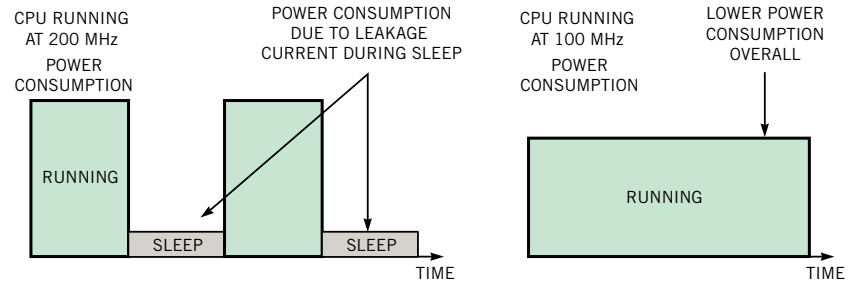 CPU RUNNING
AT 200 MHz
POWER
CONSUMPTION
POWER CONSUMPTION
DUE TO LEAKAGE
CURRENT DURING SLEEP
RUNNING
SLEEP
SLEEP
TIME
CPU RUNNING
AT 100 MHz
POWER
CONSUMPTION
LOWER POWER
CONSUMPTION
OVERALL
RUNNING
TIME